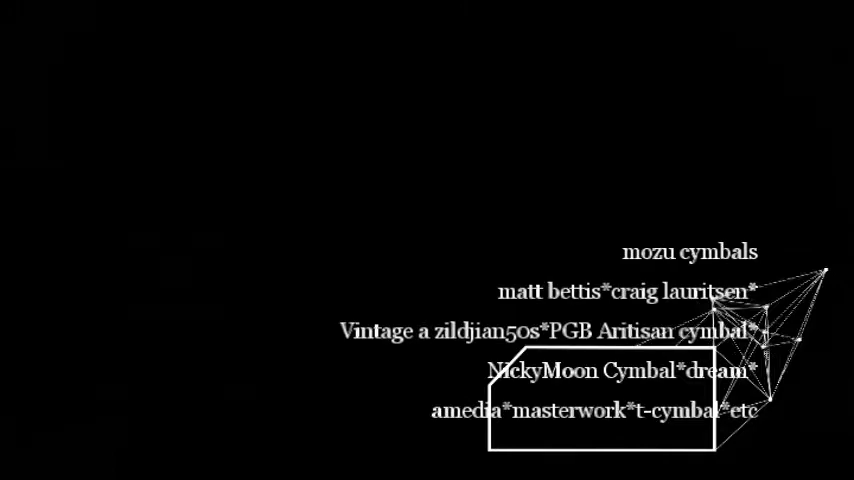 mozu cymbals
matt bettis*craig lauritsen*
Vintage a zildjian50s*PGB Aritisan cymbal*
NickyMoon Cymbal*dream*
amedia*masterwork*t-cymbal*etc